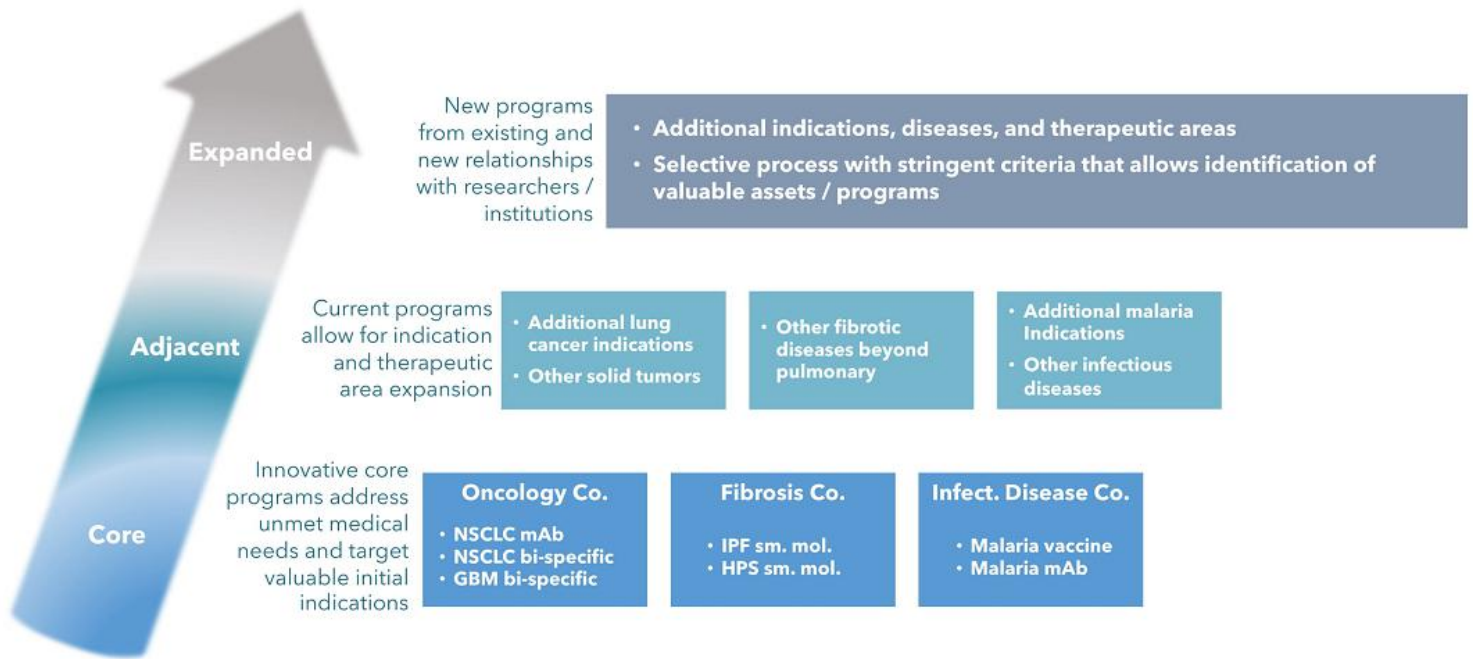 Expanded
New programs
from existing and
new relationships
with researchers /
institutions
• Additional indications, diseases, and therapeutic areas
• Selective process with stringent criteria that allows identification of
valuable assets / programs
Adjacent
Current programs
allow for indication
and therapeutic
area expansion
• Additional lung
cancer indications
• Other solid tumors
• Other fibrotic
diseases beyond
pulmonary
• Additional malaria
Indications
• Other infectious
diseases
Core
Innovative core
programs address
unmet medical
needs and target
valuable initial
indications
Oncology Co.
• NSCLC mAb
• NSCLC bi-specific
• GBM bi-specific
Fibrosis Co.
• IPF sm. mol.
• HPS sm. mol.
Infect. Disease Co.
• Malaria vaccine
• Malaria mAb